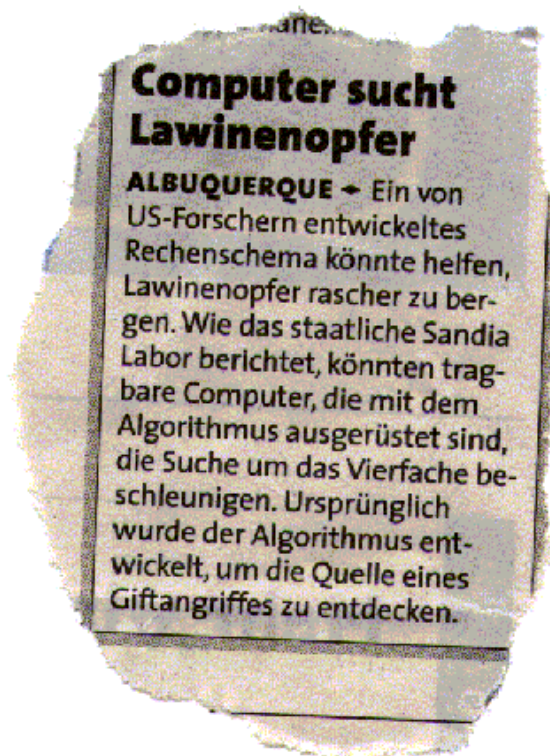 Computer sucht
Lawinenopfer
ALBUQUERQUE – Ein von
US-Forschern entwickeltes
Rechenschema könnte helfen,
Lawinenopfer rascher zu ber-
gen. Wie das staatliche Sandia
Labor berichtet, könnten trag-
bare Computer, die mit dem
Algorithmus ausgerüstet sind,
die Suche um das Vierfache be-
schleunigen. Ursprünglich
wurde der Algorithmus ent-
wickelt, um die Quelle eines
Giftangriffes zu entdecken.